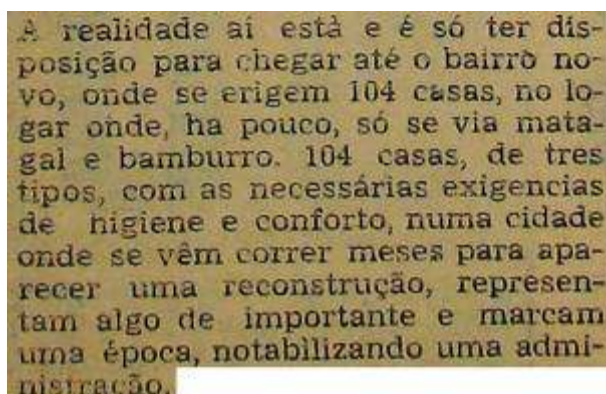 A realidade aí está e é só ter dis-
posição para chegar até o bairro no-
vo, onde se erigem 104 casas, no lo-
gar onde, ha pouco, só se via mata-
gal e bamburro. 104 casas, de tres
tipos, com as necessárias exigencias
de higiene e conforto, numa cidade
onde se vêm correr meses para apa-
recer uma reconstrução, represen-
tam algo de importante e marcam
uma época, notabilizando uma admi-
nistração.